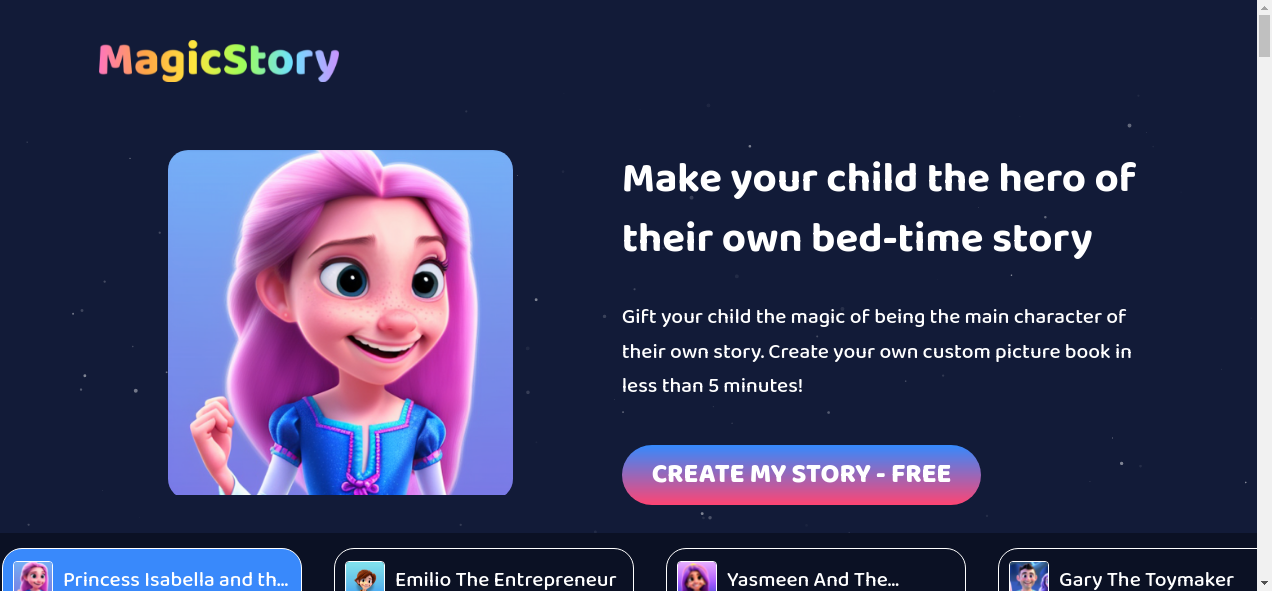 MagicStory
Make your child the hero of
their own bed-time story
Gift your child the magic of being the main character of
their own story. Create your own custom picture book in
less than 5 minutes!
CREATE MY STORY - FREE
Princess Isabella and th...
Emilio The Entrepreneur
Yasmeen And The...
Gary The Toymaker